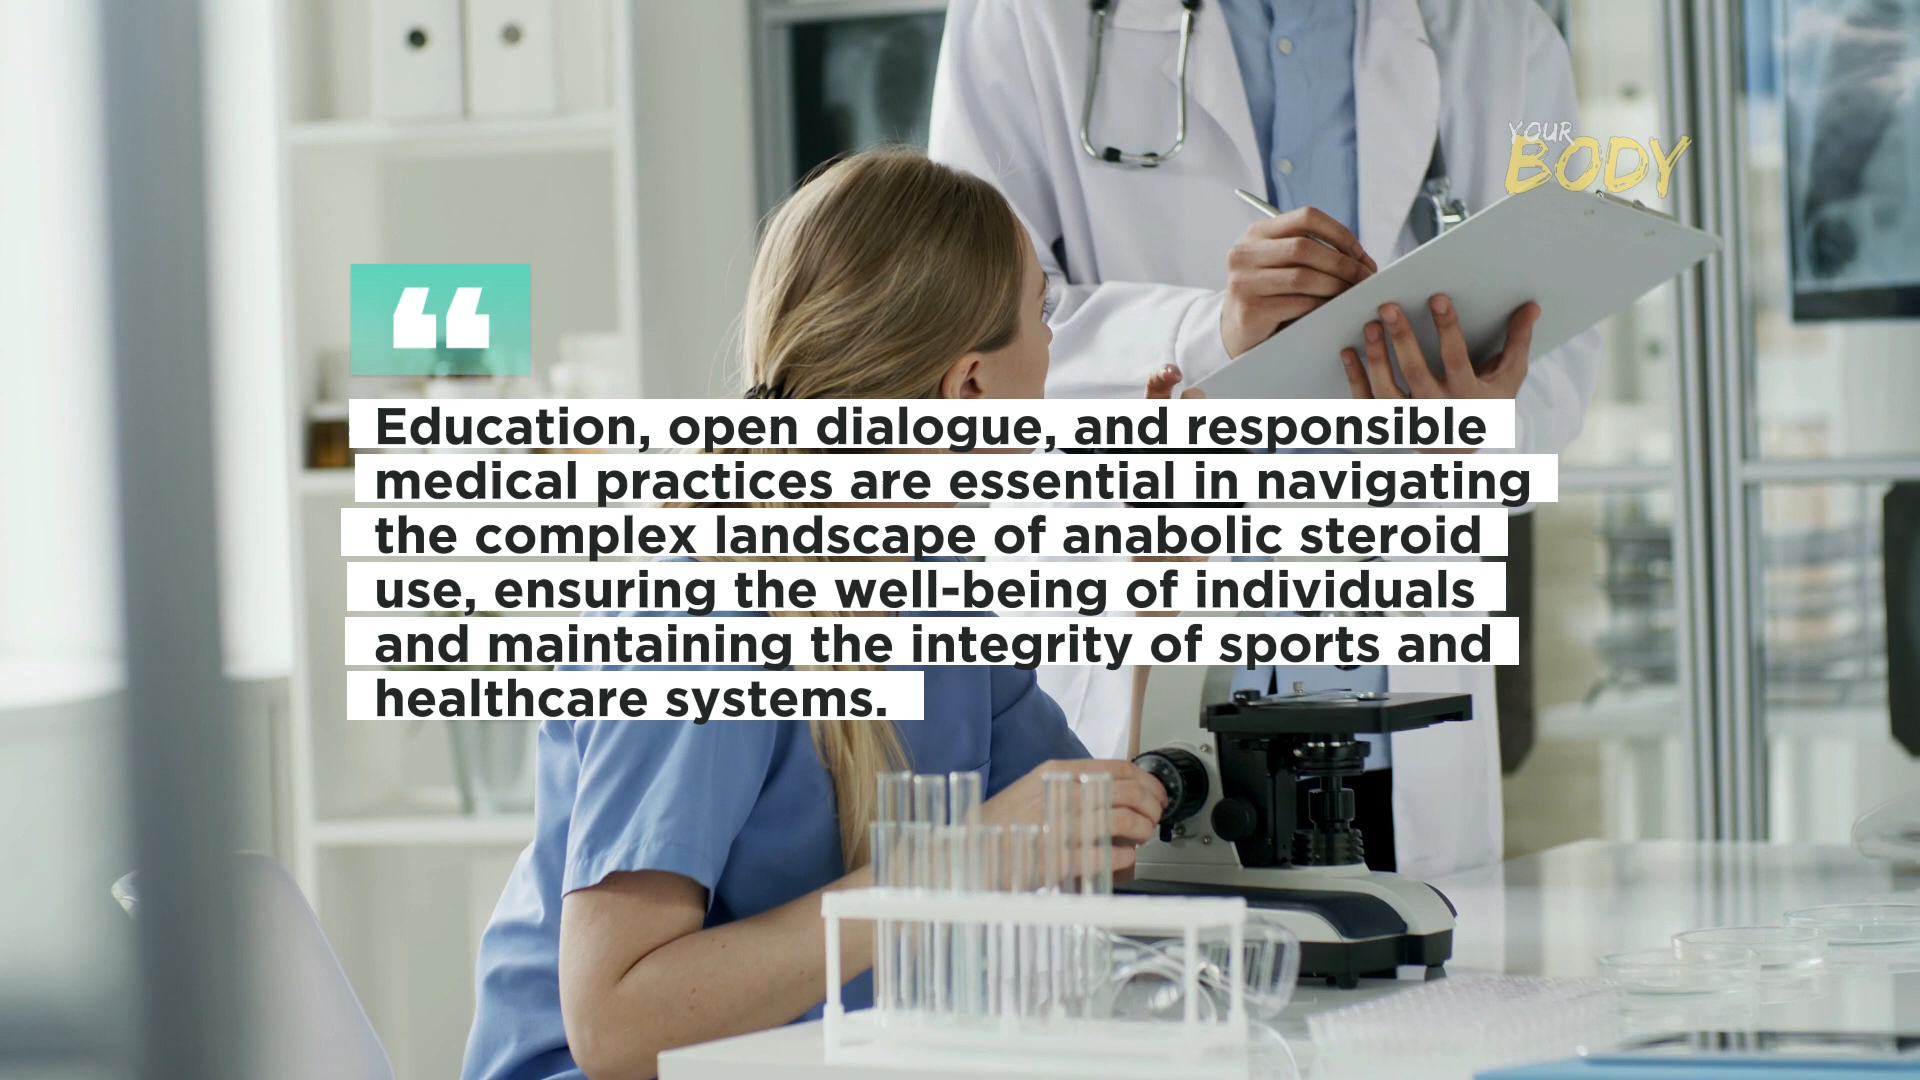 YOUR
BODY
“
Education, open dialogue, and responsible
medical practices are essential in navigating
the complex landscape of anabolic steroid
use, ensuring the well-being of individuals
and maintaining the integrity of sports and
healthcare systems.